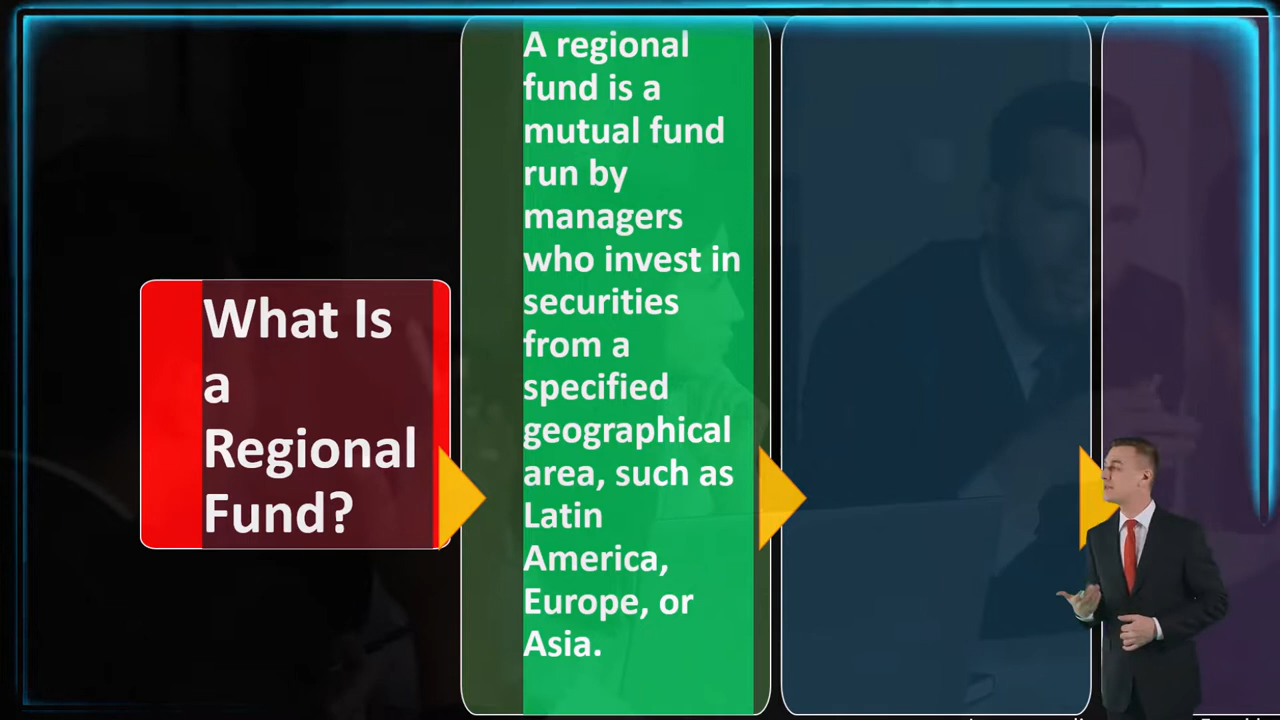 What Is
a
Regional
Fund?
A regional
fund is a
mutual fund
run by
managers
who invest in
securities
from a
specified
geographical
area, such as
Latin
America,
Europe, or
Asia.